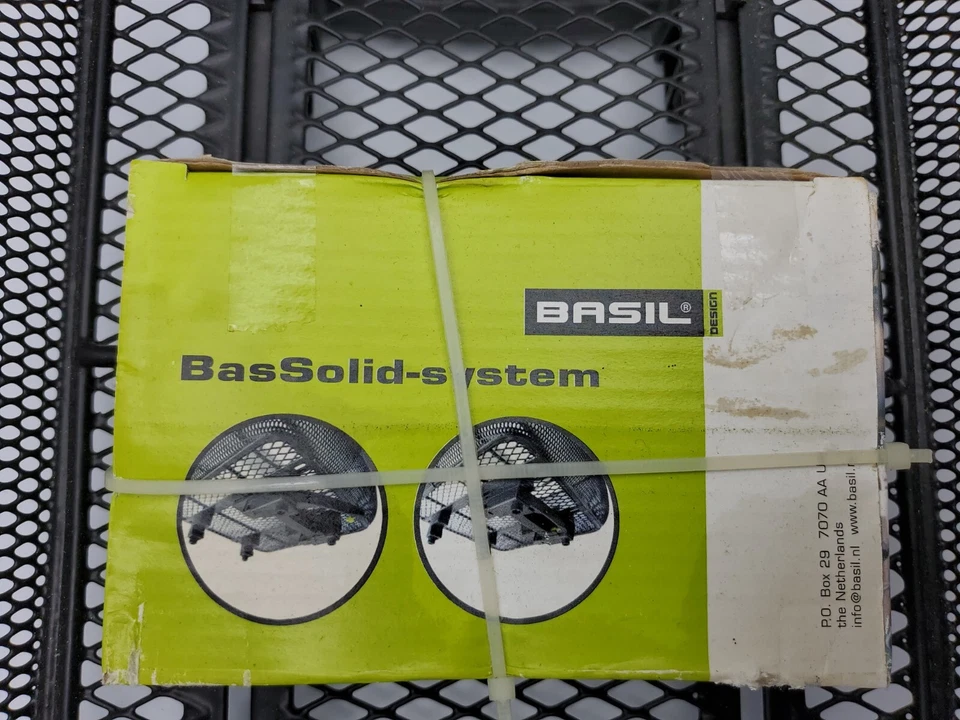 BASIL®
DESIGN
BasSolid-system
P.O. Box 29 7070 AA U
the Netherlands
info@basil.nl www.basil.n